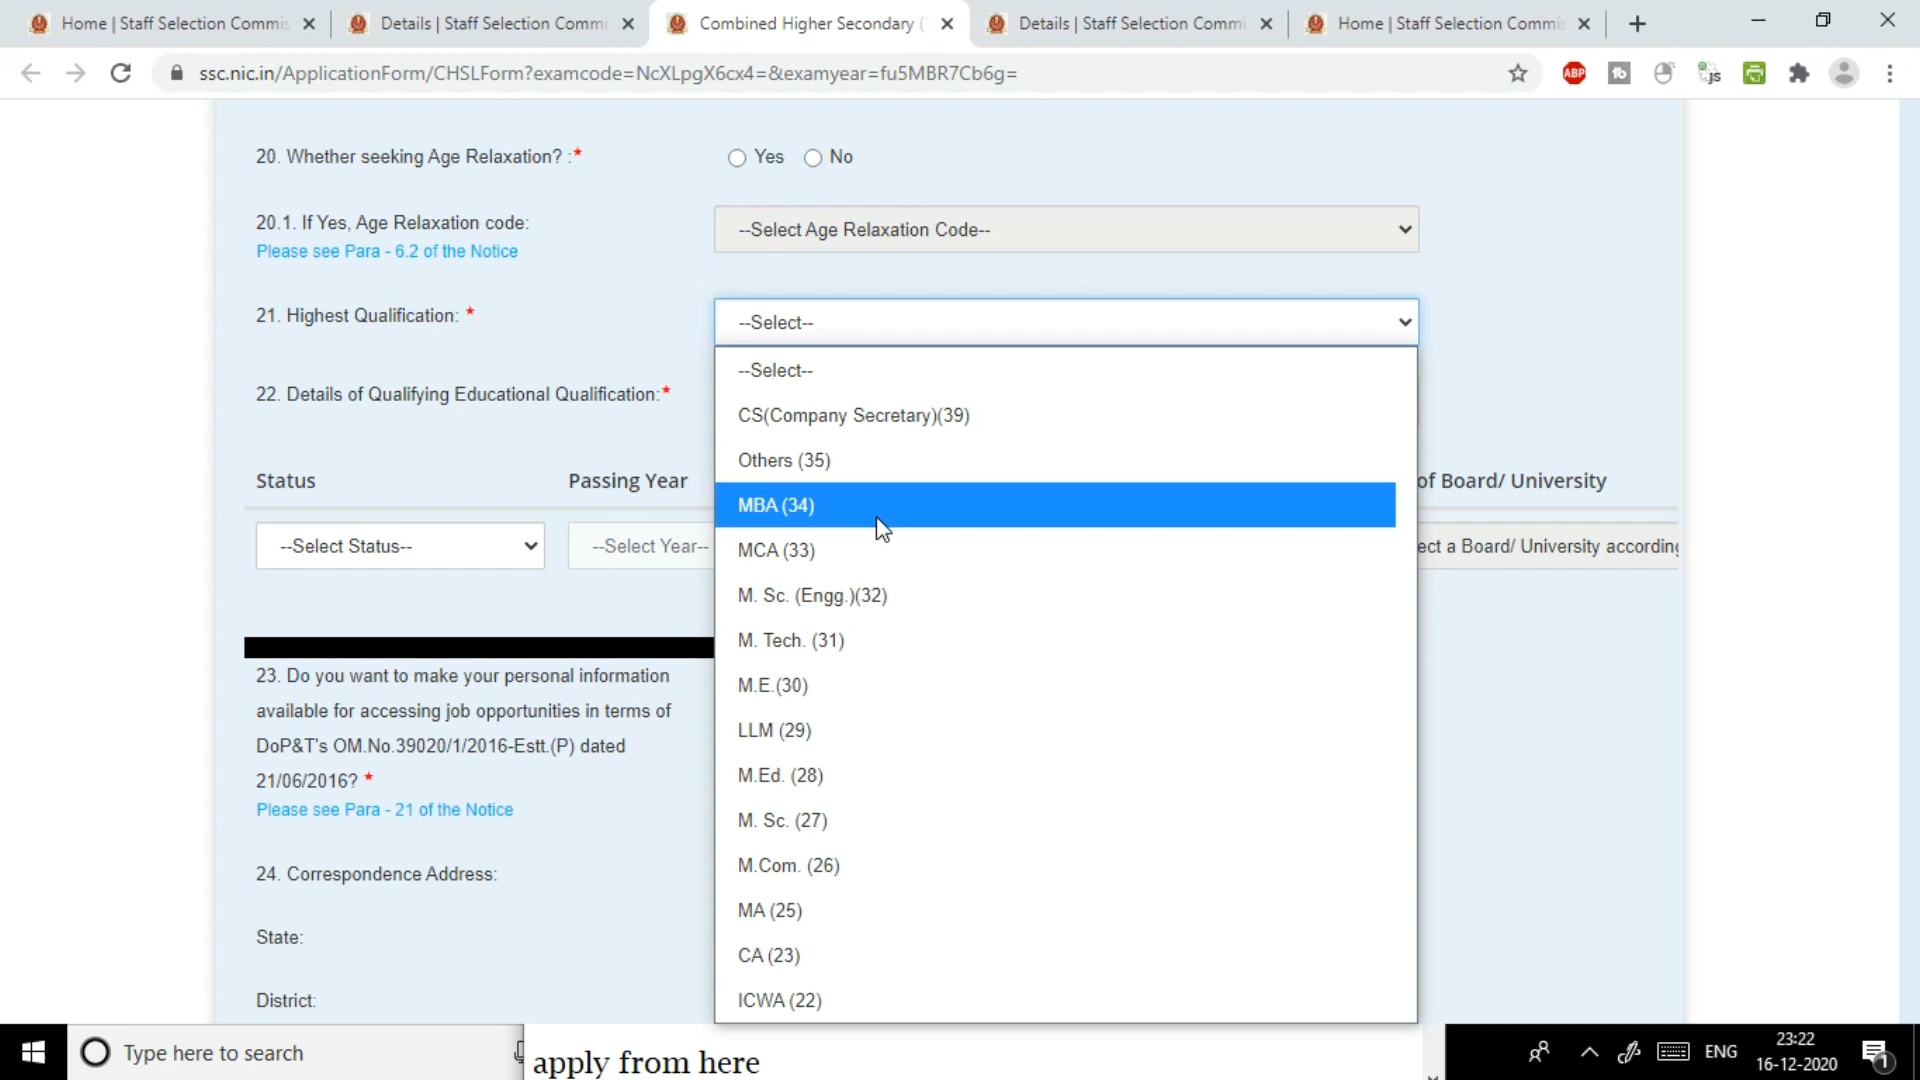 Home | Staff Selection Commis
Details | Staff Selection Commi
Combined Higher Secondary (
Details | Staff Selection Commi
Home | Staff Selection Commis
ssc.nic.in/ApplicationForm/CHSLForm?examcode=NcXLpgX6cx4=&examyear=fu5MBR7Cb6g=
ABP
js
20. Whether seeking Age Relaxation? :*
Yes
No
20.1. If Yes, Age Relaxation code:
--Select Age Relaxation Code--
Please see Para - 6.2 of the Notice
21. Highest Qualification: *
--Select--
--Select--
22. Details of Qualifying Educational Qualification:*
CS(Company Secretary)(39)
Others (35)
Status
Passing Year
of Board/ University
MBA (34)
--Select Status--
--Select Year--
ect a Board/ University according
MCA (33)
M. Sc. (Engg.)(32)
M. Tech. (31)
23. Do you want to make your personal information
available for accessing job opportunities in terms of
DoP&T's OM.No.39020/1/2016-Estt.(P) dated
21/06/2016? *
Please see Para - 21 of the Notice
M.E.(30)
LLM (29)
M.Ed. (28)
M. Sc. (27)
24. Correspondence Address:
M.Com. (26)
MA (25)
State:
CA (23)
District:
ICWA (22)
Type here to search
apply from here
ENG
23:22
16-12-2020
1